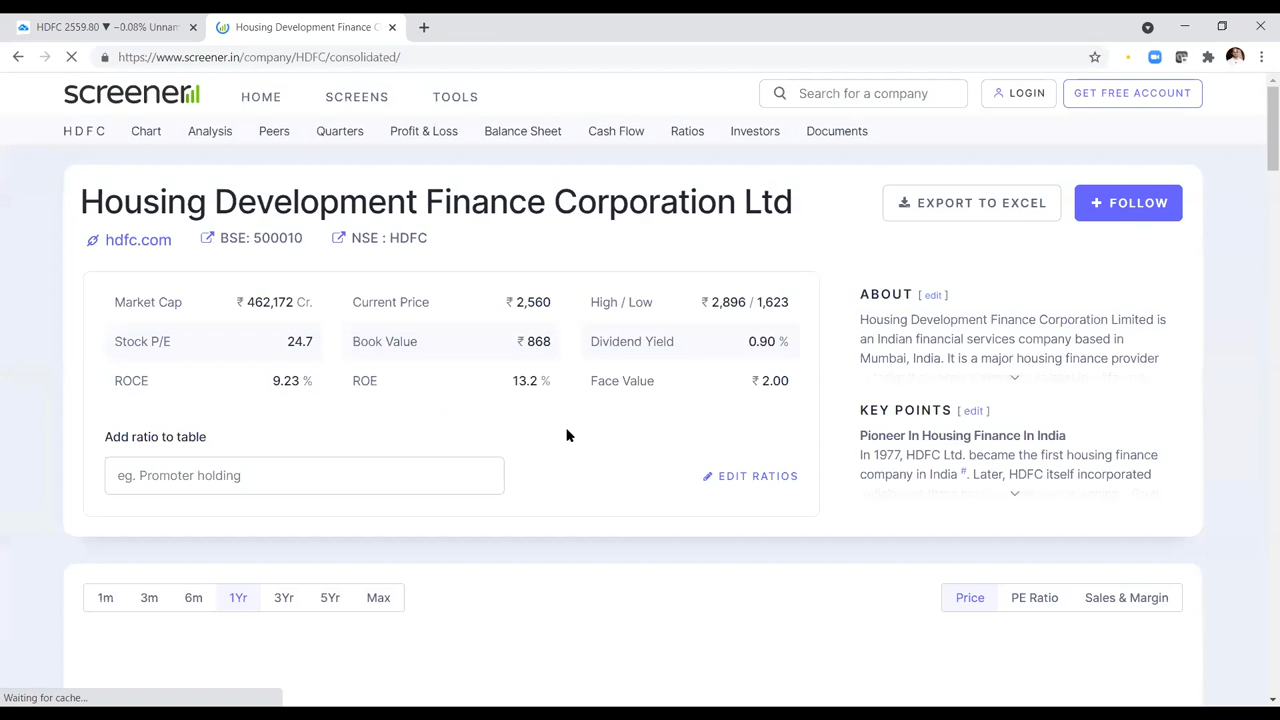 HDFC 2559.80 ▼ −0.08% Unnam
Housing Development Finance C
https://www.screener.in/company/HDFC/consolidated/
screener
HOME SCREENS TOOLS
Search for a company
LOGIN
GET FREE ACCOUNT
H D F C Chart Analysis Peers Quarters Profit & Loss Balance Sheet Cash Flow Ratios Investors Documents
Housing Development Finance Corporation Ltd
EXPORT TO EXCEL
+ FOLLOW
hdfc.com BSE: 500010 NSE : HDFC
Market Cap ₹ 462,172 Cr. Current Price ₹ 2,560 High / Low ₹ 2,896 / 1,623
Stock P/E 24.7 Book Value ₹ 868 Dividend Yield 0.90 %
ROCE 9.23 % ROE 13.2 % Face Value ₹ 2.00
Add ratio to table
eg. Promoter holding
EDIT RATIOS
ABOUT [ edit ]
Housing Development Finance Corporation Limited is
an Indian financial services company based in
Mumbai, India. It is a major housing finance provider
KEY POINTS [ edit ]
Pioneer In Housing Finance In India
In 1977, HDFC Ltd. became the first housing finance
company in India #. Later, HDFC itself incorporated
1m 3m 6m 1Yr 3Yr 5Yr Max
Price PE Ratio Sales & Margin
Waiting for cache...